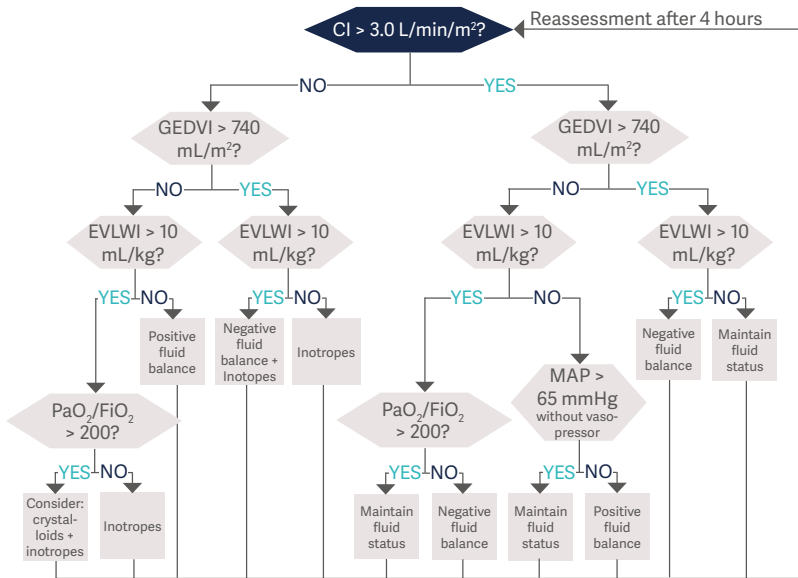 CI > 3.0 L/min/m²?
Reassessment after 4 hours
NO
YES
GEDVI > 740
mL/m²?
GEDVI > 740
mL/m²?
NO
YES
NO
YES
EVLWI > 10
mL/kg?
EVLWI > 10
mL/kg?
EVLWI > 10
mL/kg?
EVLWI > 10
mL/kg?
YES
NO
YES
NO
YES
NO
YES
NO
Positive
fluid
balance
Negative
fluid
balance +
Inotopes
Inotropes
Negative
fluid
balance
Maintain
fluid
status
PaO₂/FiO₂
> 200?
PaO₂/FiO₂
> 200?
MAP >
65 mmHg
without vaso-
pressor
YES
NO
YES
NO
YES
NO
Consider:
crystal-
loids +
inotropes
Inotropes
Maintain
fluid
status
Negative
fluid
balance
Maintain
fluid
status
Positive
fluid
balance